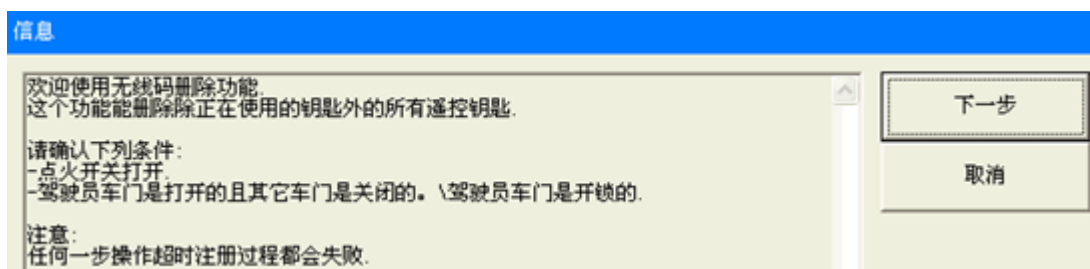 信息
欢迎使用无线码删除功能.
这个功能能删除除正在使用的钥匙外的所有遥控钥匙.
请确认下列条件:
-点火开关打开.
-驾驶员车门是打开的且其它车门是关闭的。\驾驶员车门是开锁的.
注意:
任何一步操作超时注册过程都会失败.
下一步
取消